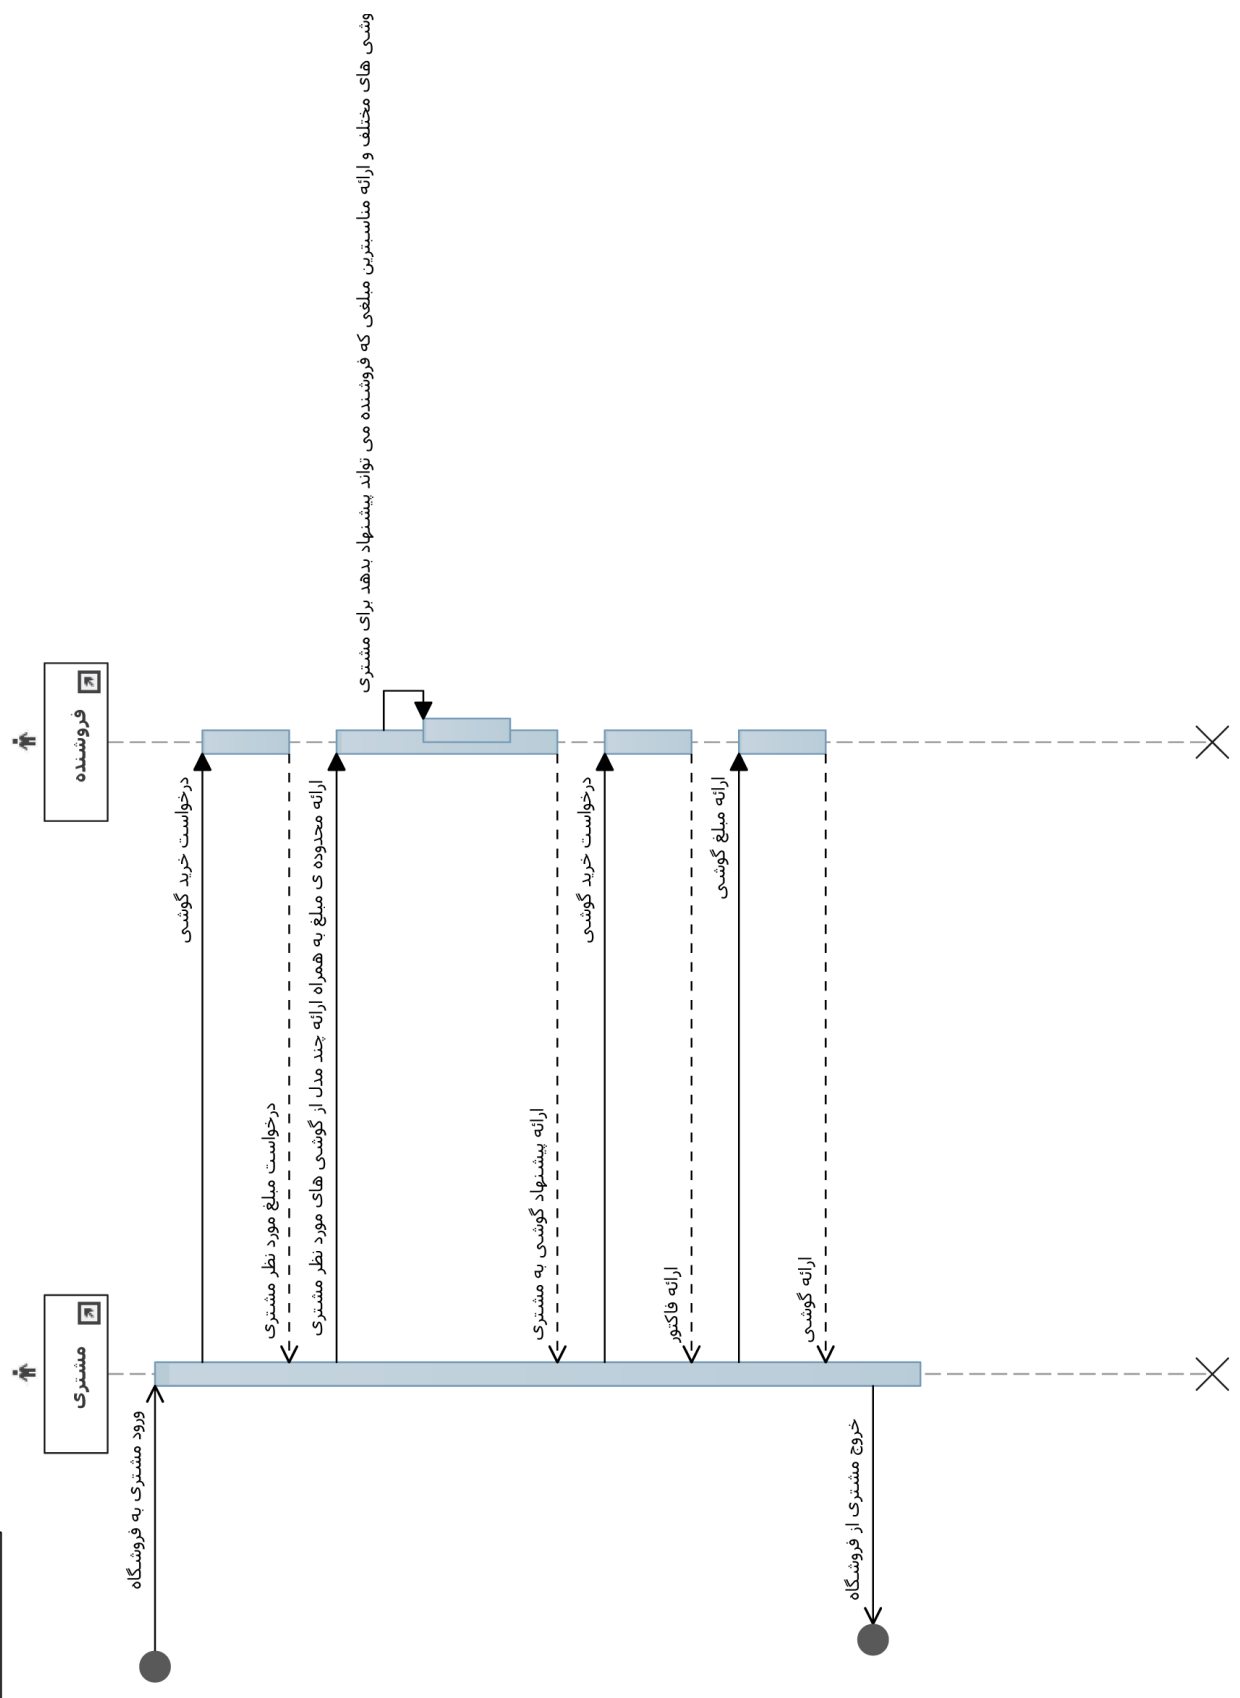 مشتری
فروشنده
ورود مشتری به فروشگاه
درخواست خرید گوشی
درخواست مبلغ مورد نظر مشتری
ارائه محدوده ی مبلغ به همراه ارائه چند مدل از گوشی های مورد نظر مشتری
وشی های مختلف و ارائه مناسبترین مبلغی که فروشنده می تواند پیشنهاد بدهد برای مشتری
ارائه پیشنهاد گوشی به مشتری
درخواست خرید گوشی
ارائه فاکتور
ارائه مبلغ گوشی
ارائه گوشی
خروج مشتری از فروشگاه